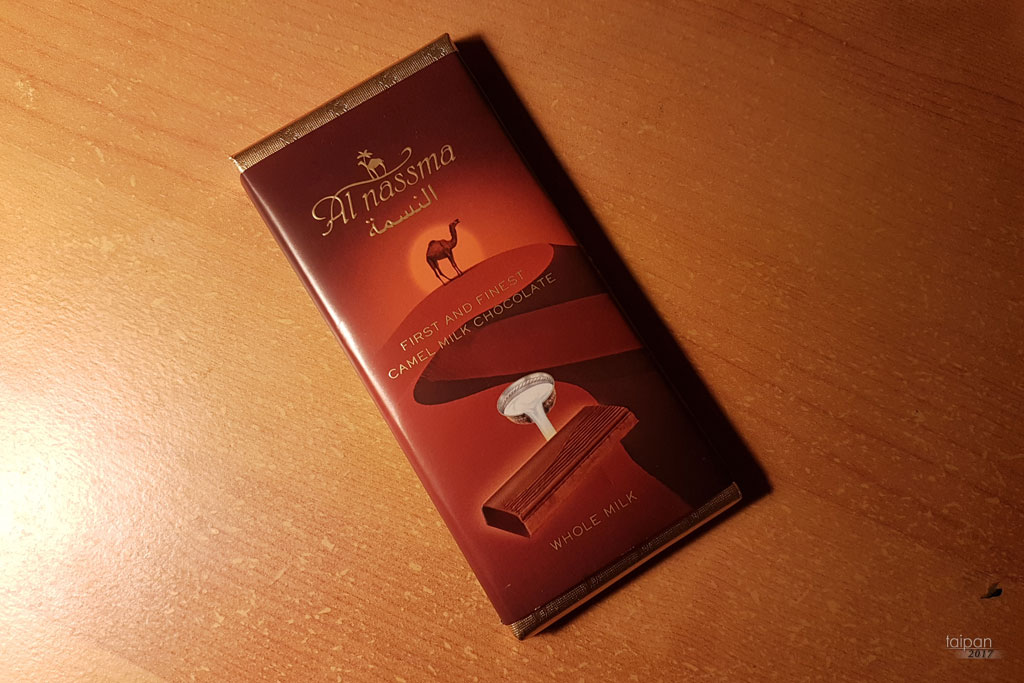 Al nassma
النسمة
FIRST AND FINEST
CAMEL MILK CHOCOLATE
WHOLE MILK
taipan
2017